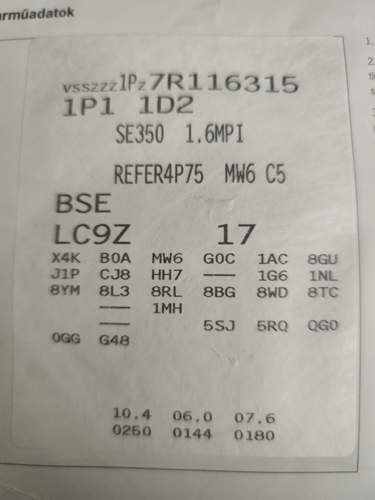 árműadatok
vsszzz1Pz7R116315
1P1 1D2
SE350 1.6MPI
REFER4P75 MW6 C5
BSE
LC9Z 17
X4K B0A MW6 G0C 1AC 8GU
J1P CJ8 HH7 —— 1G6 1NL
8YM 8L3 8RL 8BG 8WD 8TC
—— 1MH
—— 5SJ 5RQ QG0
0GG G48
10.4 06.0 07.6
0250 0144 0180
1.
2.